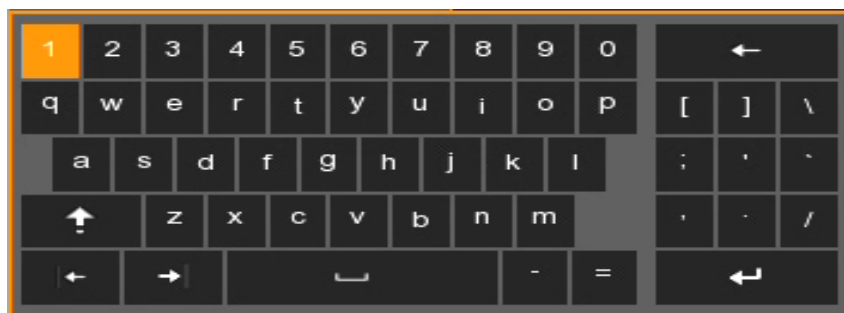 1 2 3 4 5 6 7 8 9 0 ←
q w e r t y u i o p [ ] \
a s d f g h j k l ; ' `
z x c v b n m , . /
- =